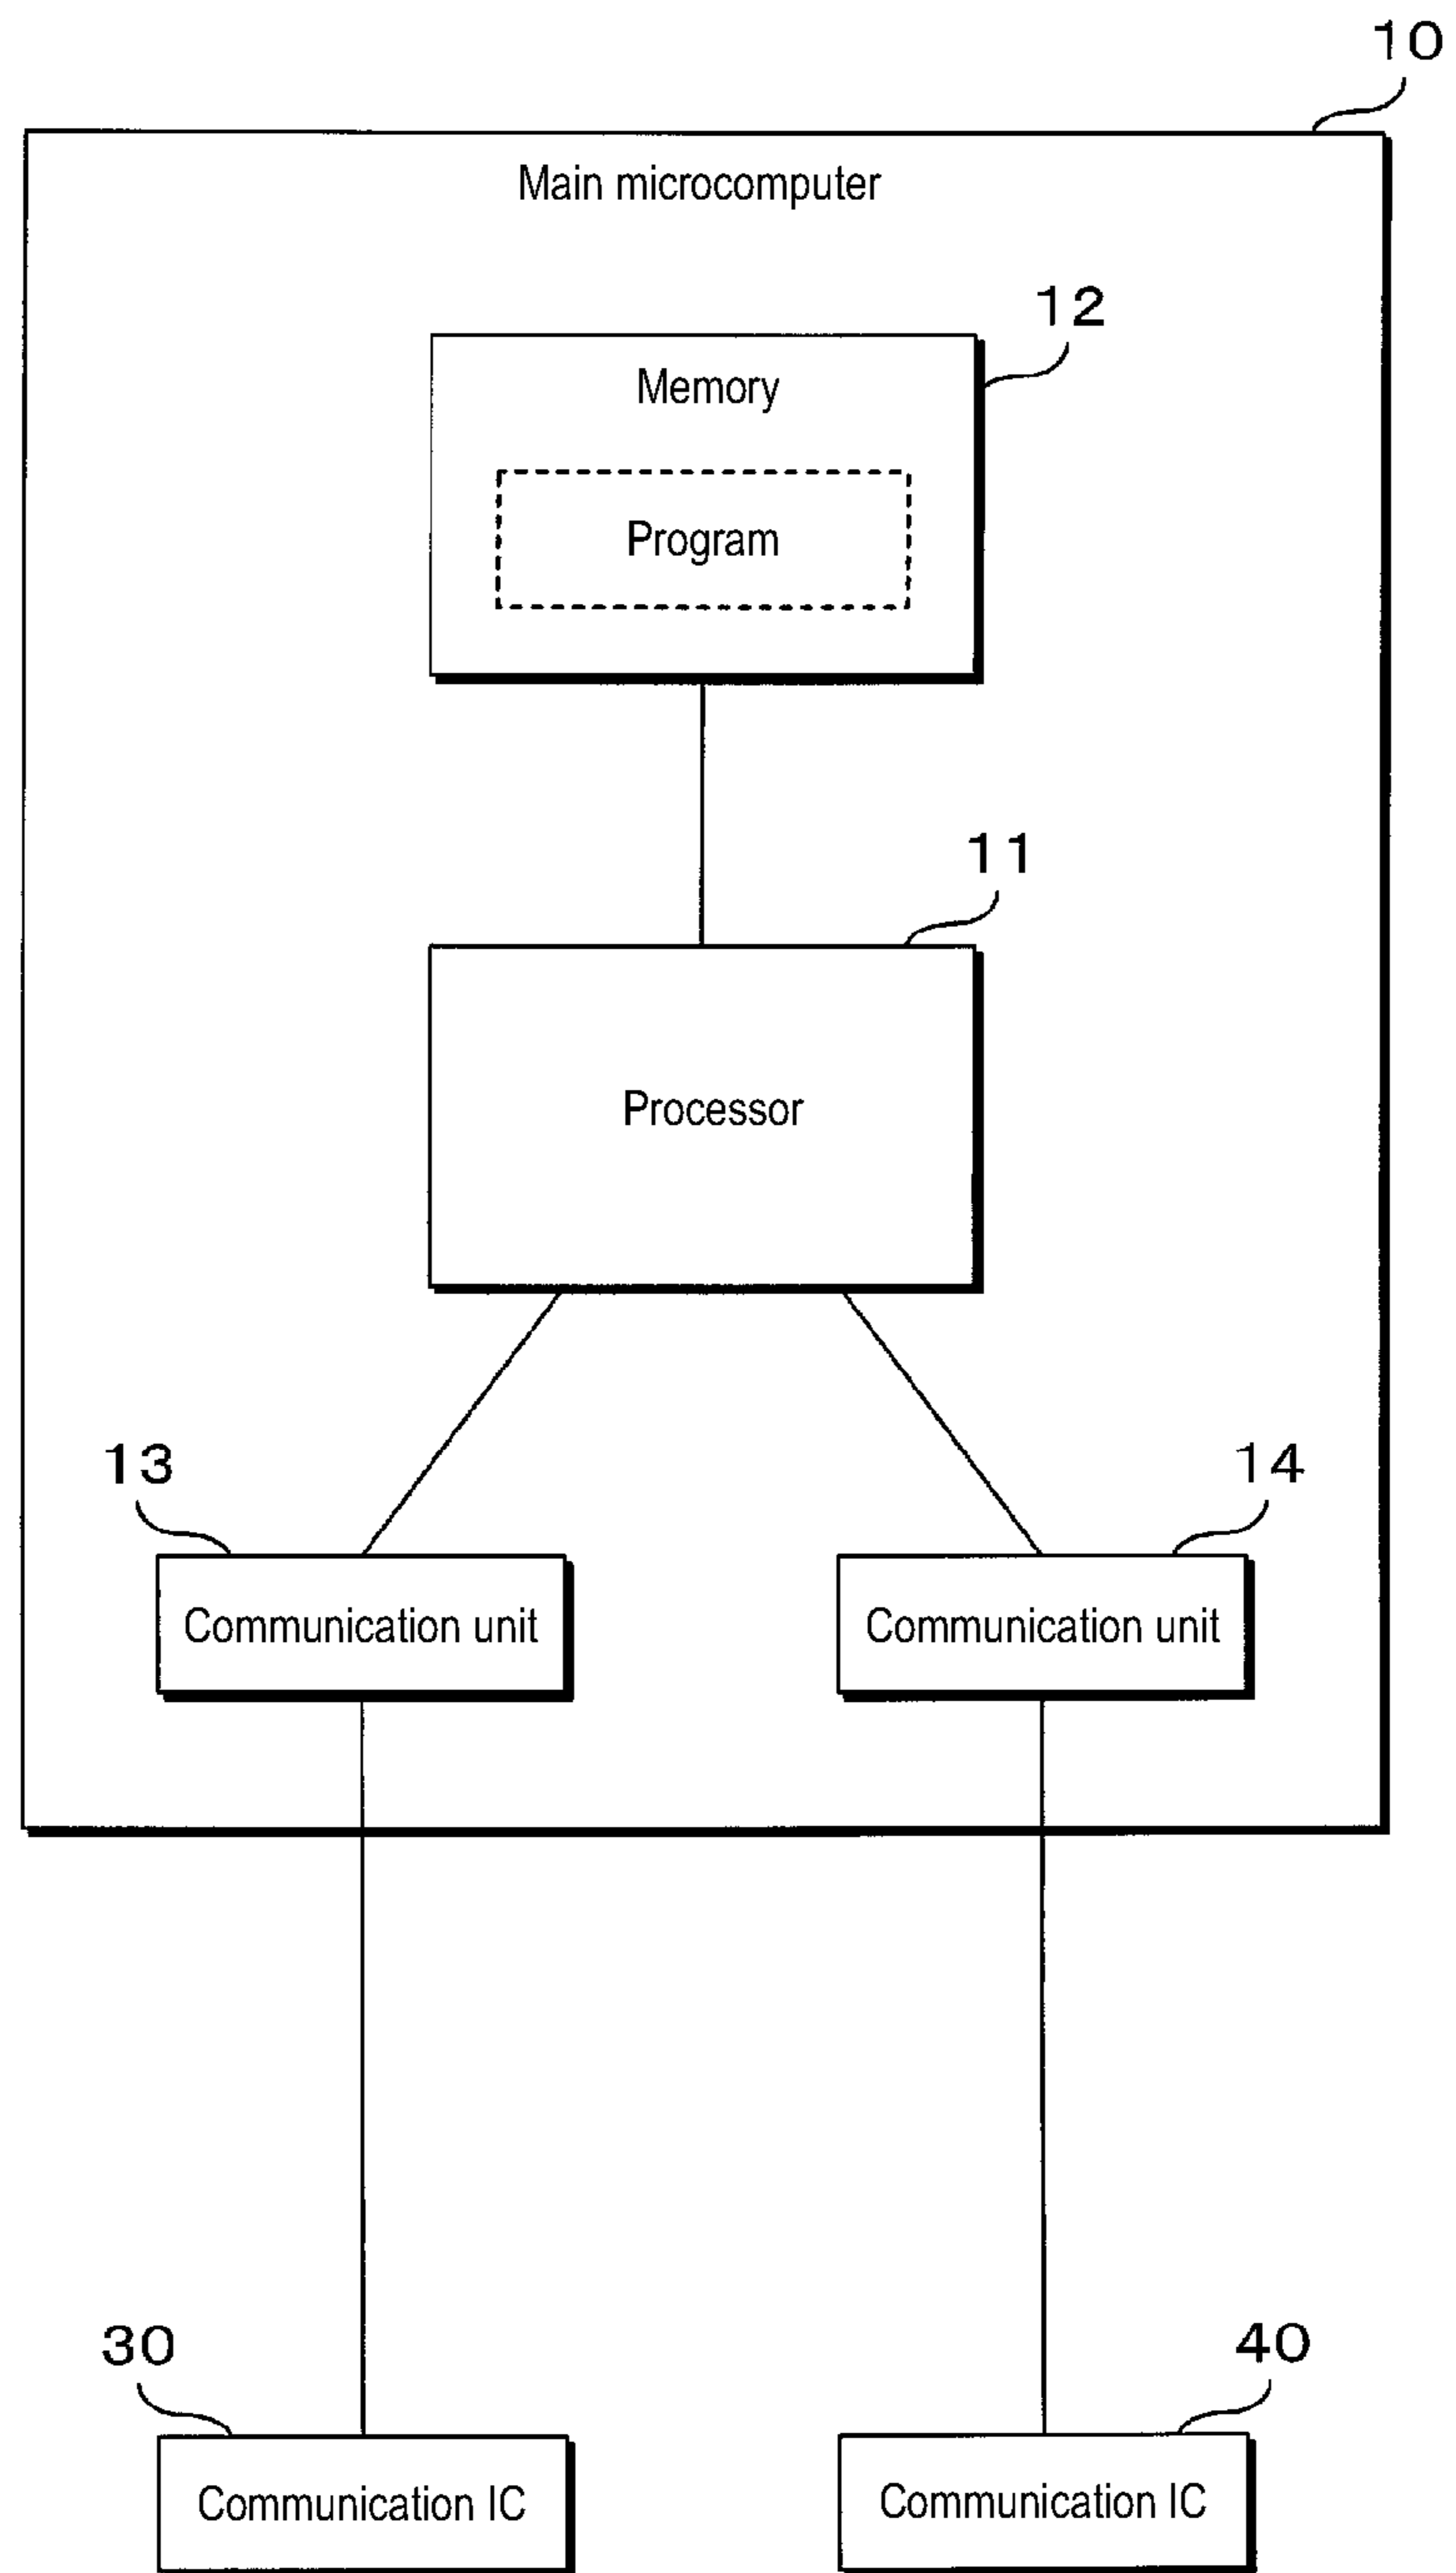 10
Main microcomputer
12
Memory
Program
11
Processor
13
14
Communication unit
Communication unit
30
40
Communication IC
Communication IC